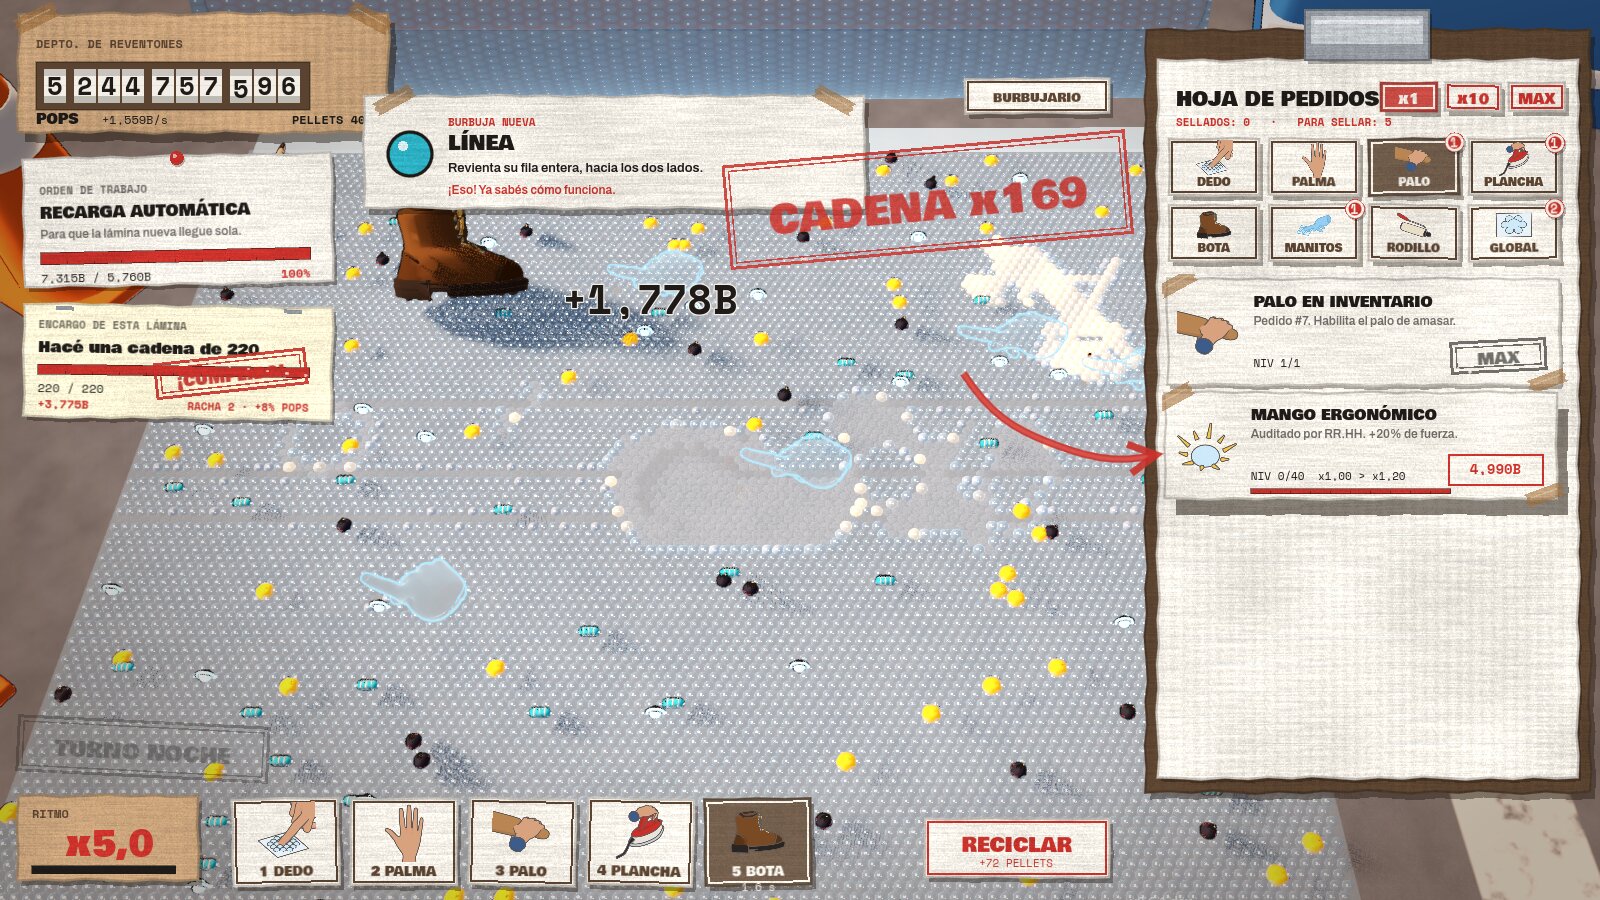 DEPTO. DE REVENTONES
5 244 757 596
POPS +1.559B/s PELLETS 40
ORDEN DE TRABAJO
RECARGA AUTOMÁTICA
Para que la lámina nueva llegue sola.
7.315B / 5.760B 100%
ENCARGO DE ESTA LÁMINA
Hacé una cadena de 220
220 / 220
+3.775B RACHA 2 · +8% POPS
BURBUJA NUEVA
LÍNEA
Revienta su fila entera, hacia los dos lados.
¡Eso! Ya sabés cómo funciona.
CADENA x169
+1,778B
BURBUJARIO
HOJA DE PEDIDOS x1 x10 MAX
SELLADOS: 0 · PARA SELLAR: 5
DEDO
PALMA
PALO 1
PLANCHA 1
BOTA
MANITOS 1
RODILLO
GLOBAL 2
PALO EN INVENTARIO
Pedido #7. Habilita el palo de amasar.
NIV 1/1 MAX
MANGO ERGONÓMICO
Auditado por RR.HH. +20% de fuerza.
NIV 0/40 x1,00 > x1,20 4,990B
TURNO NOCHE
RITMO
x5,0
1 DEDO
2 PALMA
3 PALO
4 PLANCHA
5 BOTA
1.6 s
RECICLAR
+72 PELLETS